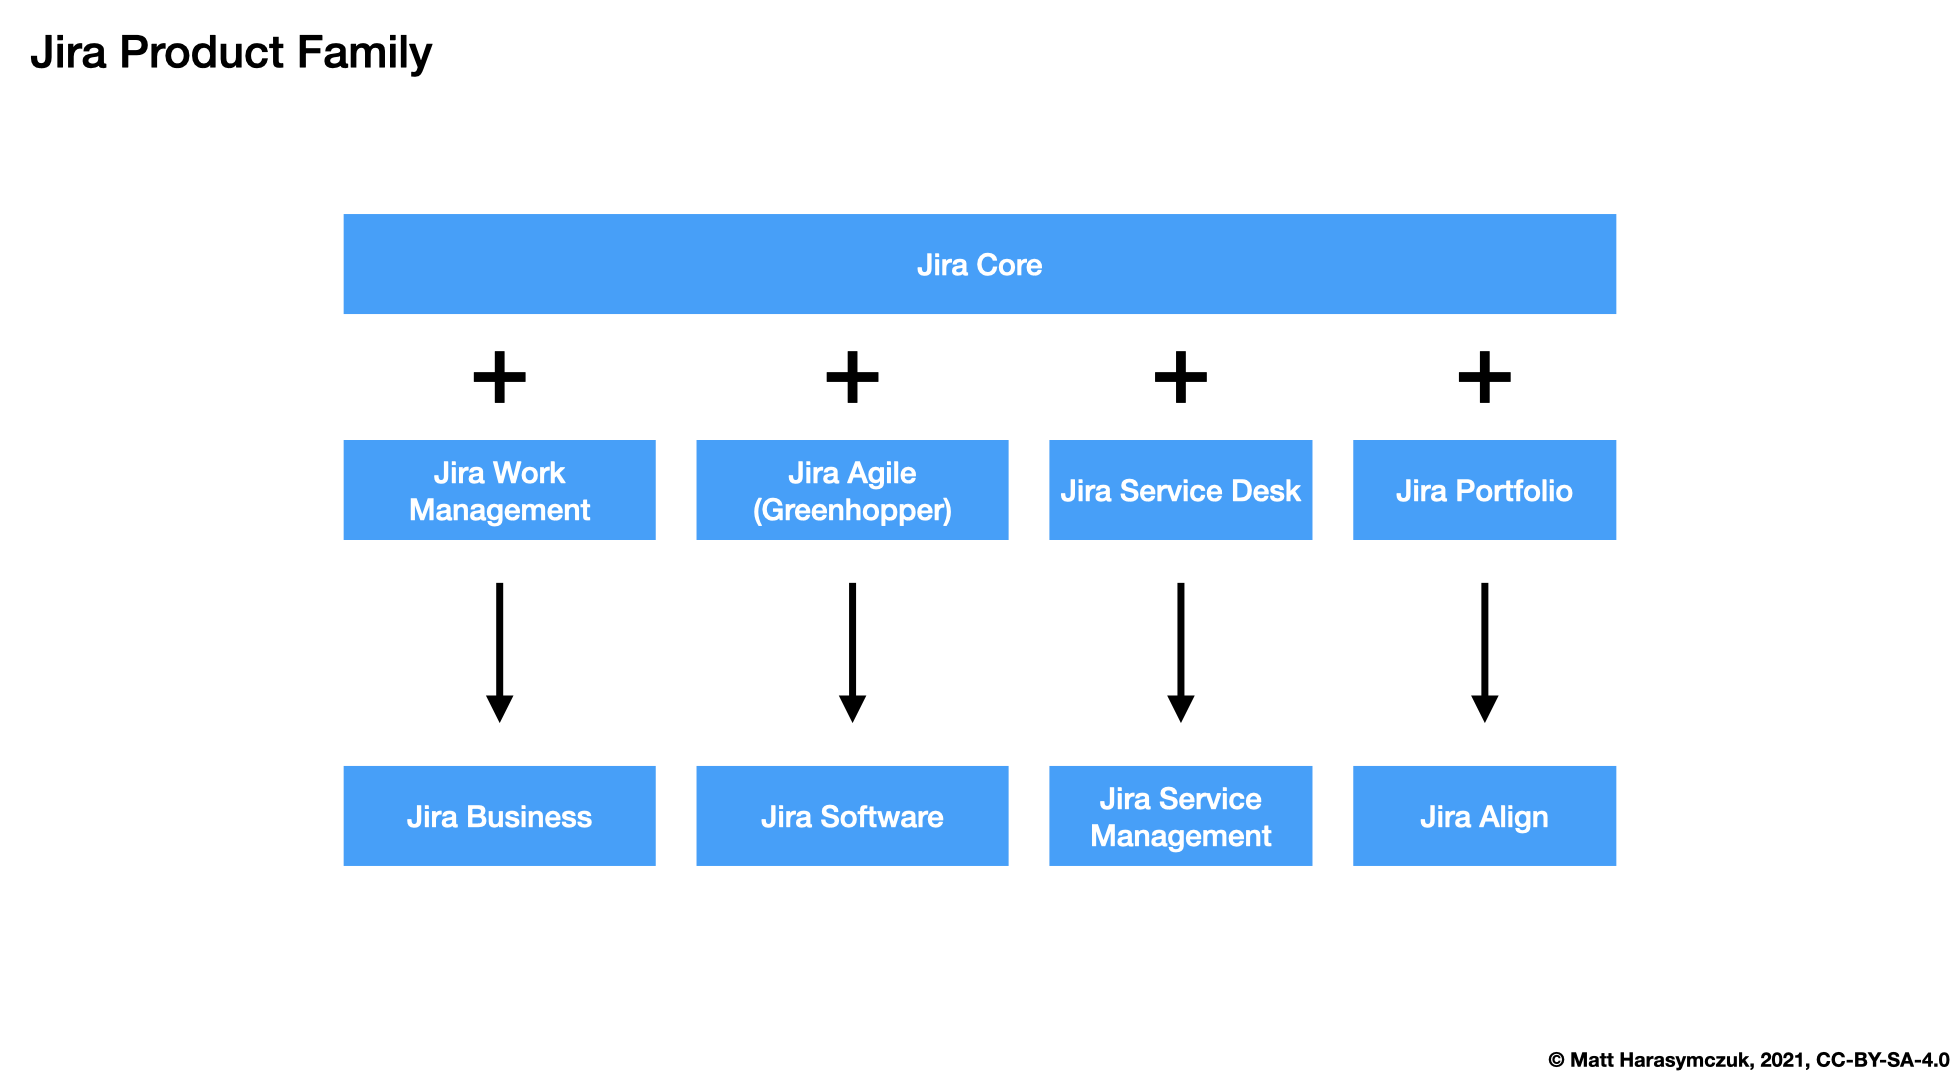 Jira Product Family
Jira Core
+ + + +
Jira Work
Management
Jira Agile
(Greenhopper)
Jira Service Desk
Jira Portfolio
Jira Business
Jira Software
Jira Service
Management
Jira Align
© Matt Harasymczuk, 2021, CC-BY-SA-4.0